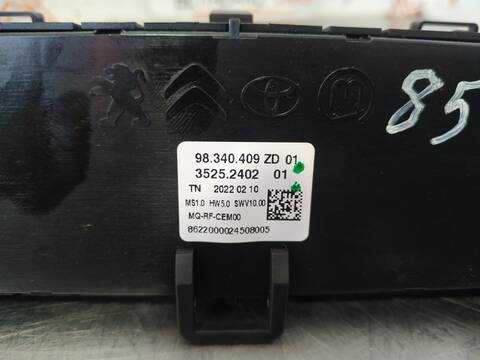 85
98.340.409 ZD 01
3525.2402 01
TN 2022 02 10
MS1.0 HW5.0 SWV10.00
MQ-RF-CEM00
8622000024508005